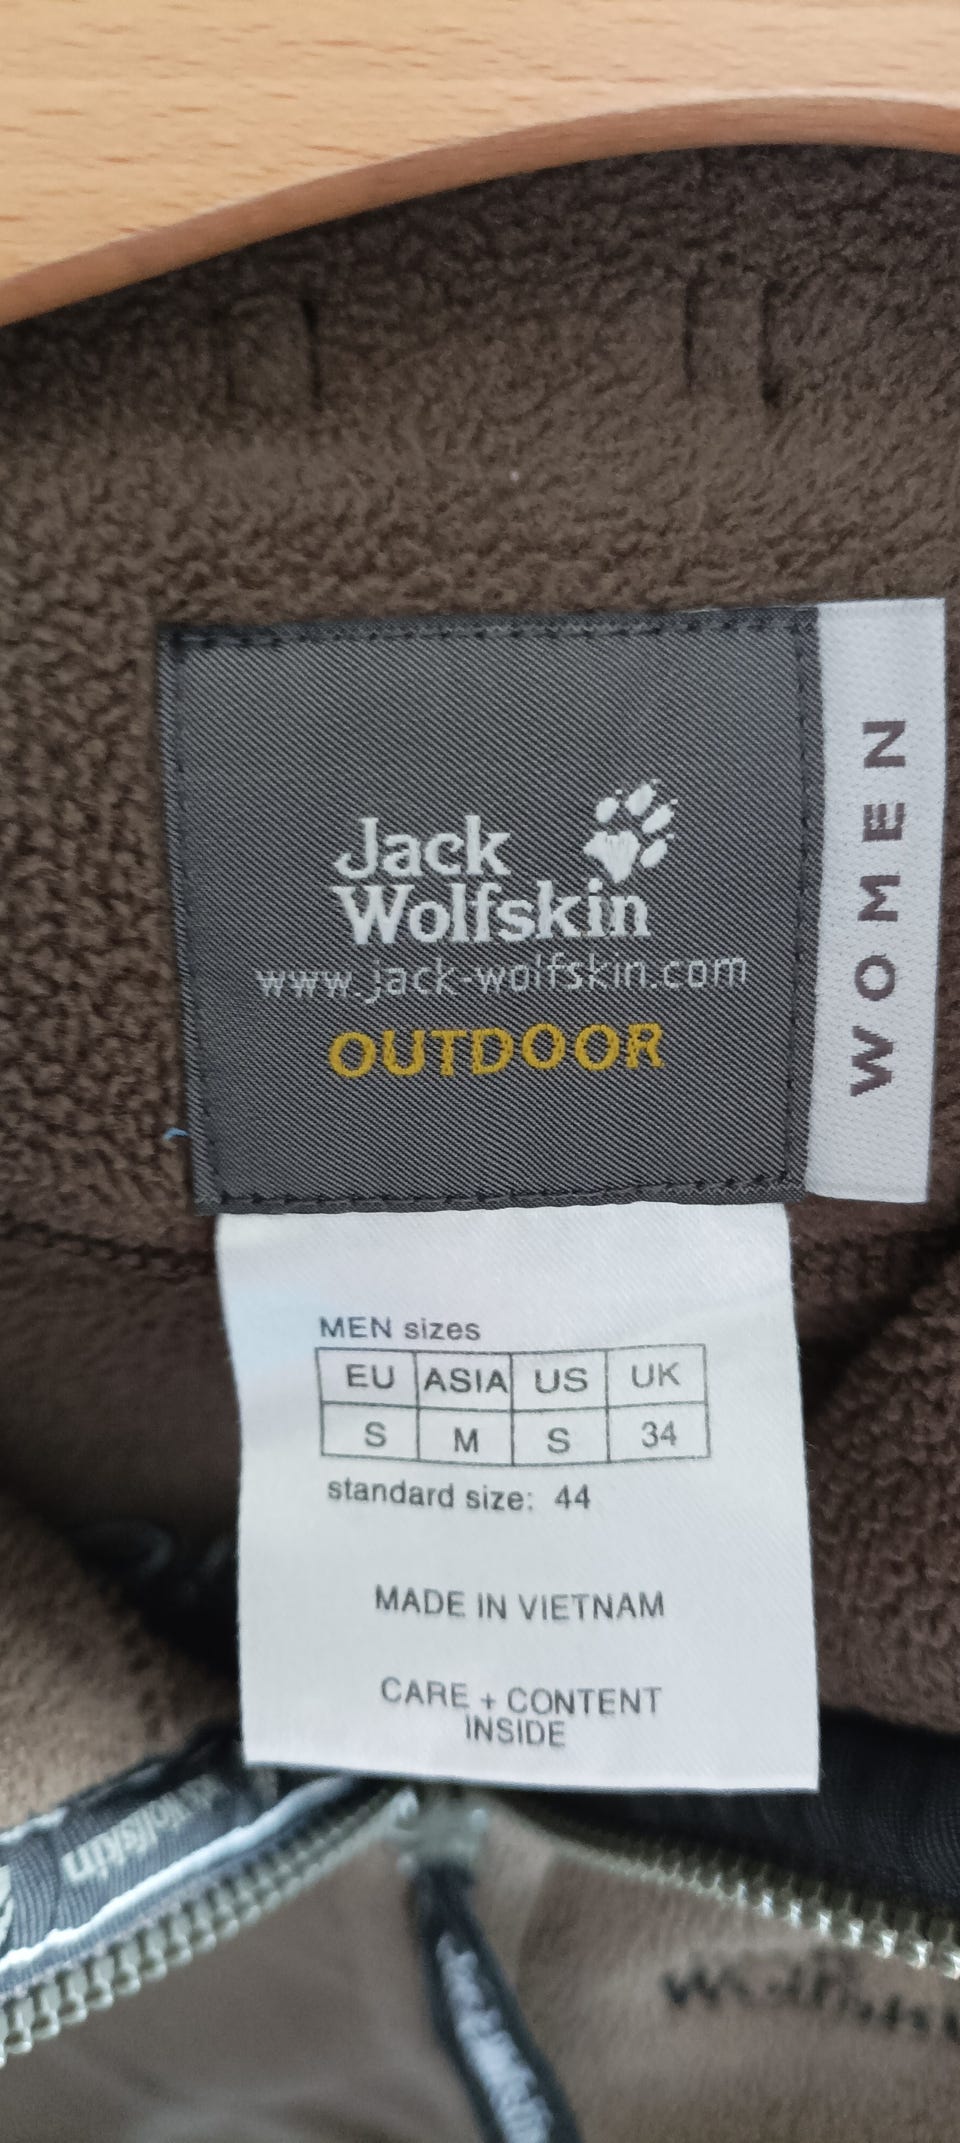 Jack
Wolfskin
www.jack-wolfskin.com
OUTDOOR
WOMEN
MEN sizes
EU ASIA US UK
S M S 34
standard size: 44
MADE IN VIETNAM
CARE + CONTENT
INSIDE
Wolfskin